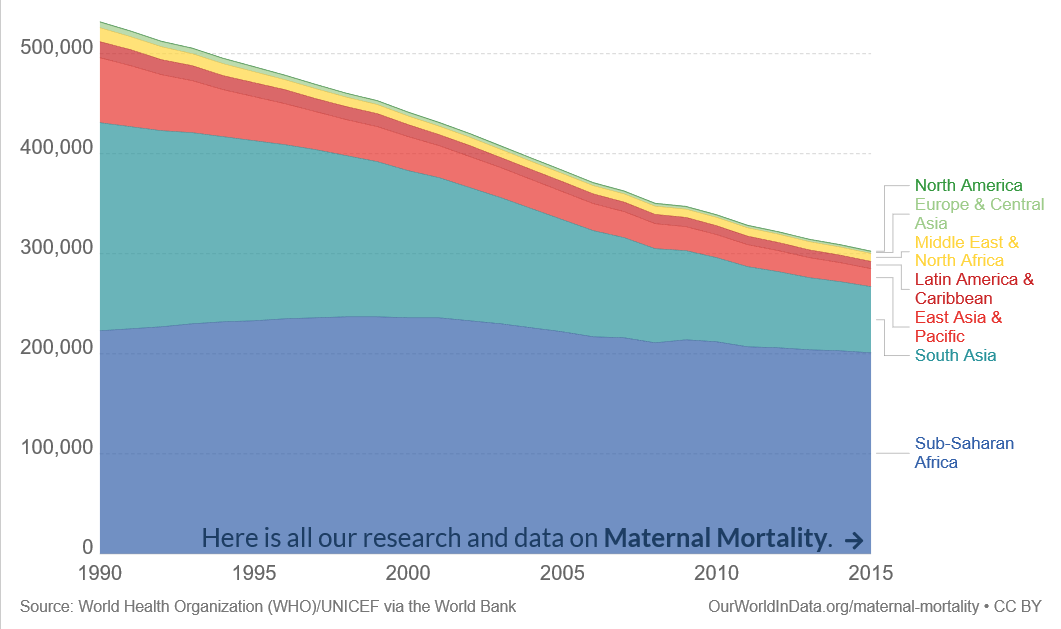 500,000
400,000
300,000
200,000
100,000
0
1990
1995
2000
2005
2010
2015
North America
Europe & Central
Asia
Middle East &
North Africa
Latin America &
Caribbean
East Asia &
Pacific
South Asia
Sub-Saharan
Africa
Here is all our research and data on Maternal Mortality. →
Source: World Health Organization (WHO)/UNICEF via the World Bank
OurWorldInData.org/maternal-mortality • CC BY